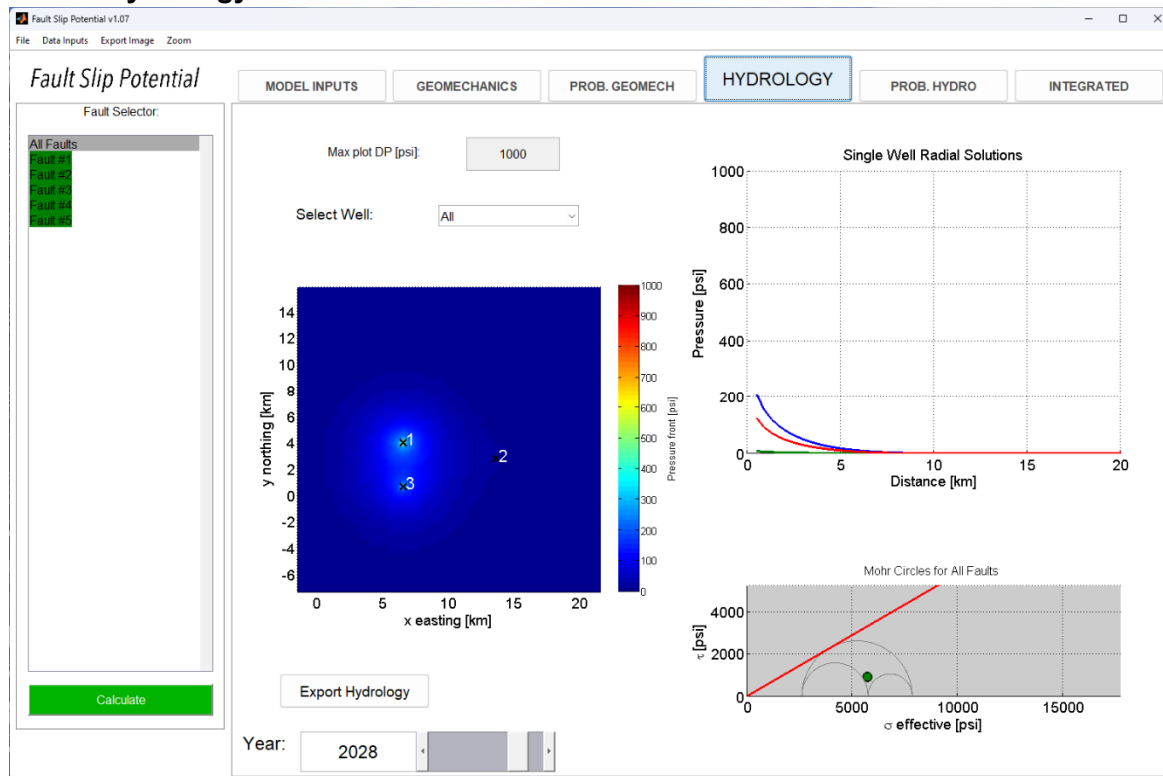 Fault Slip Potential v1.07
File Data Inputs Export Image Zoom
Fault Slip Potential
MODEL INPUTS GEOMECHANICS PROB. GEOMECH HYDROLOGY PROB. HYDRO INTEGRATED
Fault Selector:
All Faults
Fault #1
Fault #2
Fault #3
Fault #4
Fault #5
Calculate
Max plot DP [psi]: 1000
Select Well: All
14
12
10
8
6
4
2
0
-2
-4
-6
y northing [km]
1
2
3
0 5 10 15 20
x easting [km]
1000
900
800
700
600
500
400
300
200
100
0
Pressure front [psi]
Export Hydrology
Year: 2028
Single Well Radial Solutions
1000
800
600
400
200
0
Pressure [psi]
0 5 10 15 20
Distance [km]
Mohr Circles for All Faults
4000
2000
0
τ [psi]
0 5000 10000 15000
σ effective [psi]